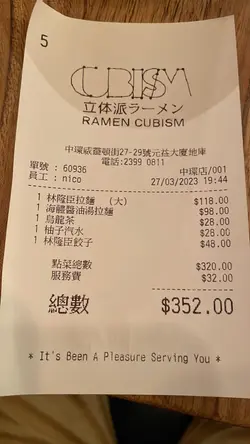 5
CUBISM
立体派ラーメン
RAMEN CUBISM
中環威靈頓街27-29號元益大廈地庫
電話:2399 0811
單號 : 60936 中環店/001
員工 : nico 27/03/2023 19:44
1 林隆臣拉麵 (大) $118.00
1 海鹽醬油湯拉麵 $98.00
1 烏龍茶 $28.00
1 柚子汽水 $28.00
1 林隆臣餃子 $48.00
點菜總數 $320.00
服務費 $32.00
總數 $352.00
* It's Been A Pleasure Serving You *